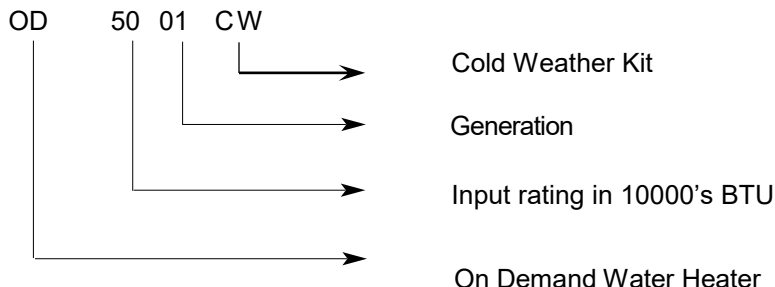 OD 50 01 CW
Cold Weather Kit
Generation
Input rating in 10000’s BTU
On Demand Water Heater